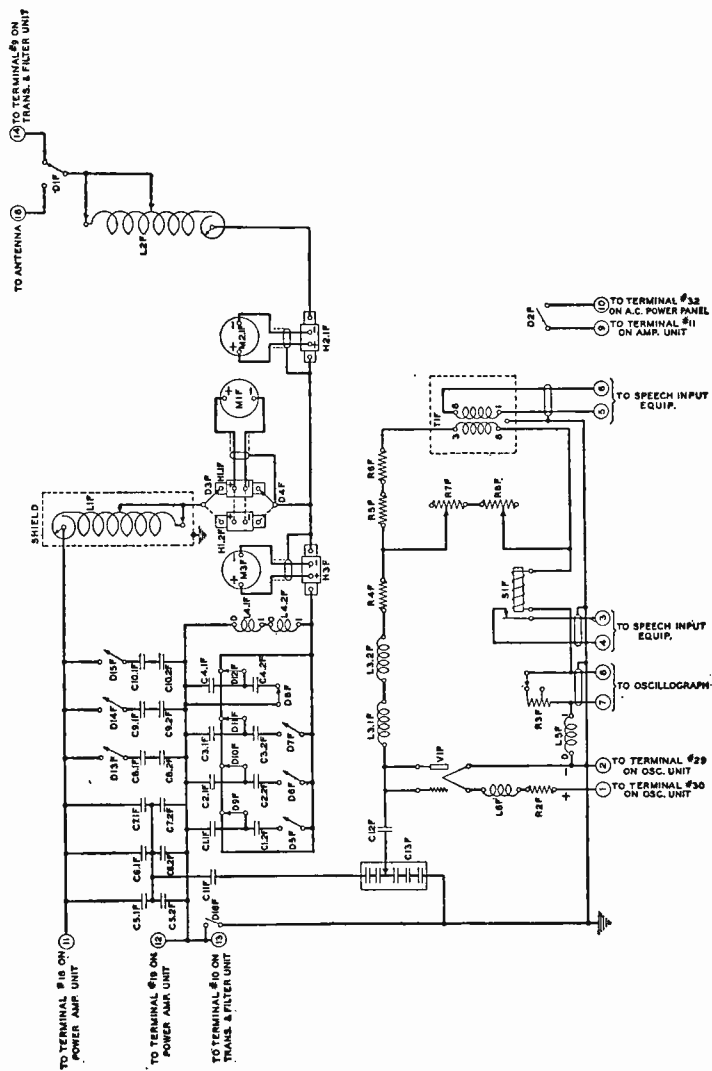 TO ANTENNA 15
14 TO TERMINAL #9 ON
TRANS. & FILTER UNIT
D1F
L2F
SHIELD
L1F
M3F
H3F
D3F
H1.2F
H1.1F
D4F
M1F
M2.1F
H2.1F
TO TERMINAL #18 ON 11
POWER AMP. UNIT
TO TERMINAL #19 ON 12
POWER AMP. UNIT
TO TERMINAL #10 ON 13
TRANS. & FILTER UNIT
D13F
D14F
D15F
C5.1F
C5.2F
C6.1F
C7.1F
C7.2F
C8.2F
C9.1F
C9.2F
C10.1F
C10.2F
C11F
D16F
C1.1F
C1.2F
D9F
D5F
C2.1F
C2.2F
D10F
C3.1F
C3.2F
D11F
D7F
C4.1F
C4.2F
D12F
L4.1F
L4.2F
C12F
C13F
L3.1F
L3.2F
R4F
R5F
R6F
R7F
R8F
T1F
3
V1F
L6F
R2F
L5F
R3F
S1F
+ 1 TO TERMINAL #30
ON OSC. UNIT
- 2 TO TERMINAL #29
ON OSC. UNIT
7
TO OSCILLOGRAPH
4
3
TO SPEECH INPUT
EQUIP.
5
6
TO SPEECH INPUT
EQUIP.
D2F
9 TO TERMINAL #11
ON AMP. UNIT
10 TO TERMINAL #32
ON A.C. POWER PANEL